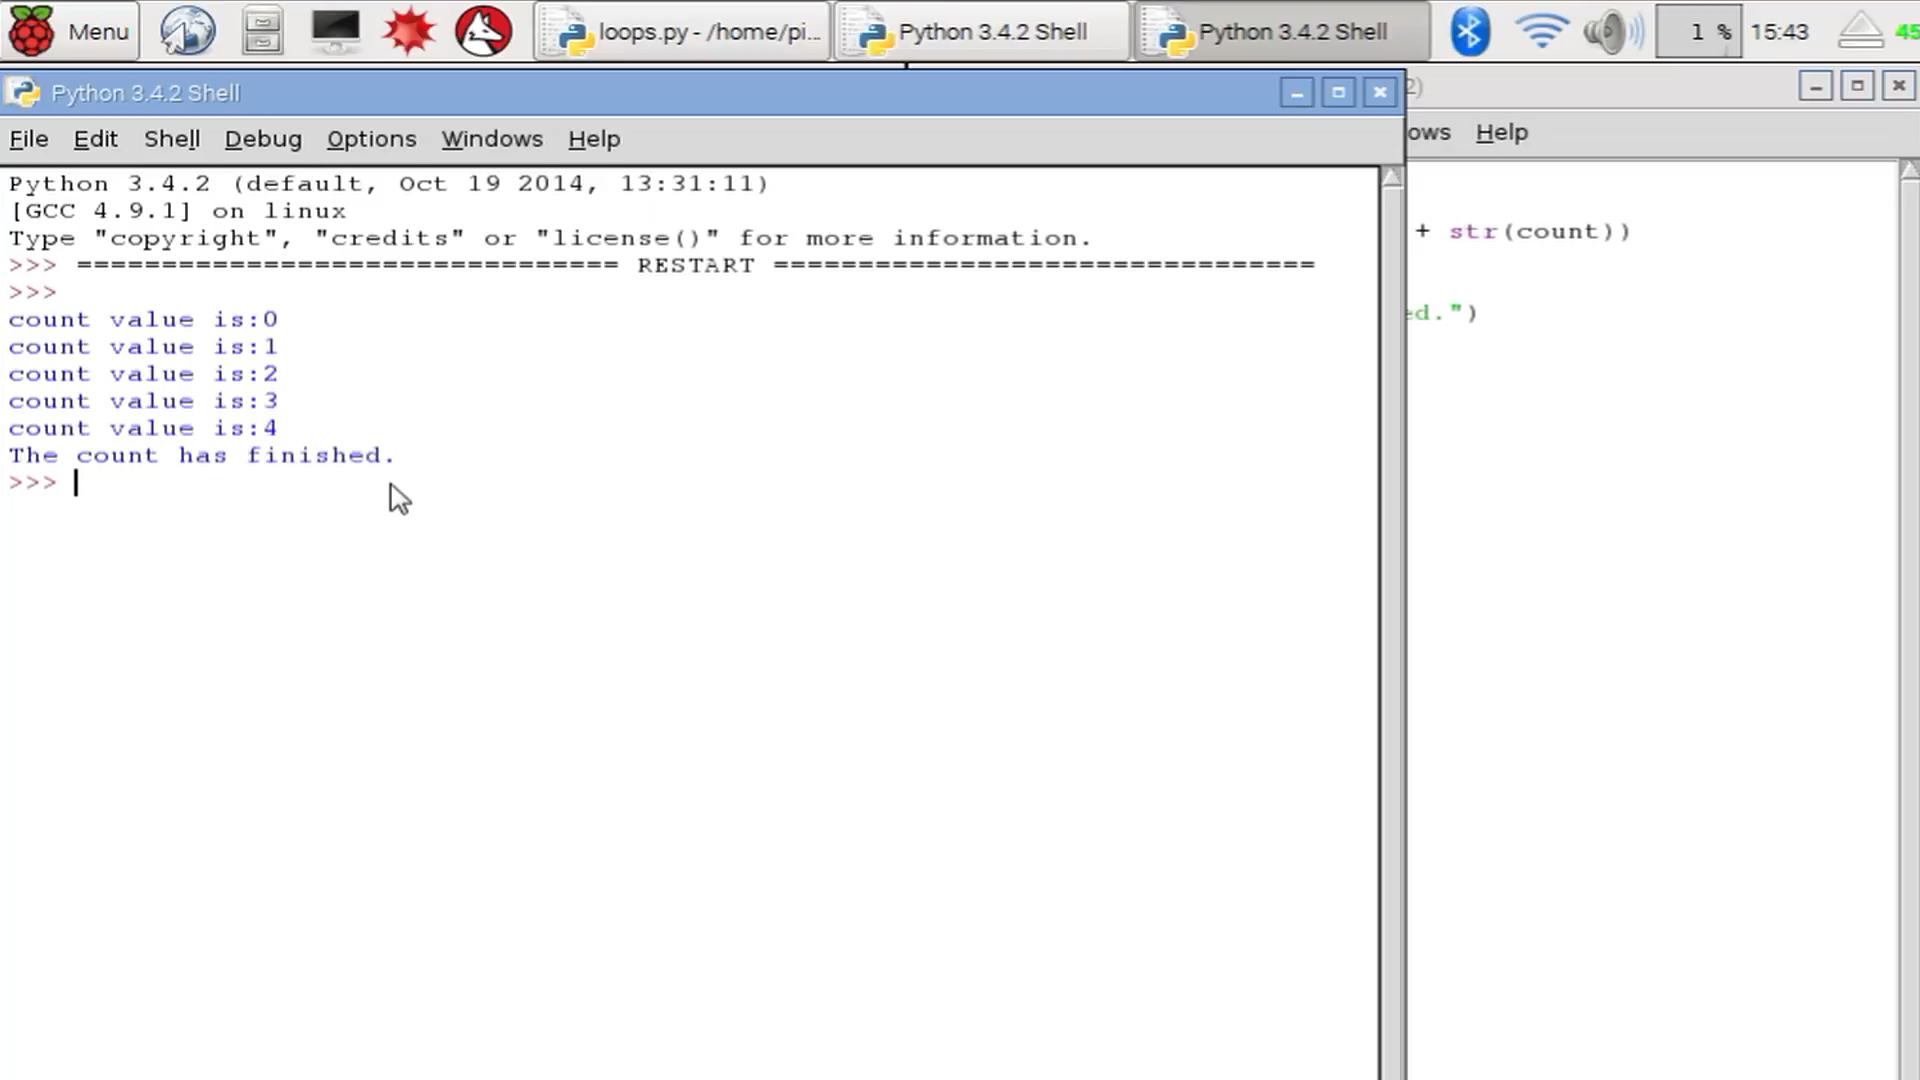 Menu
loops.py - /home/pi...
Python 3.4.2 Shell
Python 3.4.2 Shell
1 %
15:43
45
Python 3.4.2 Shell
2)
File Edit Shell Debug Options Windows Help
ows Help
Python 3.4.2 (default, Oct 19 2014, 13:31:11)
[GCC 4.9.1] on linux
Type "copyright", "credits" or "license()" for more information.
>>> ================================ RESTART ================================
>>>
count value is:0
count value is:1
count value is:2
count value is:3
count value is:4
The count has finished.
>>>
+ str(count))
ed.")